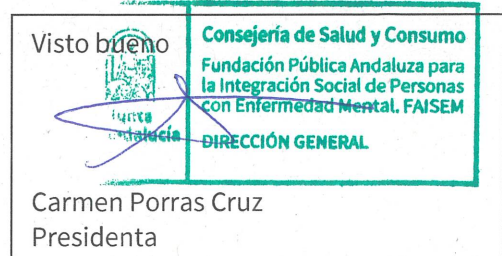 Visto bueno
Consejería de Salud y Consumo
Fundación Pública Andaluza para
la Integración Social de Personas
con Enfermedad Mental. FAISEM
DIRECCIÓN GENERAL
Junta
Andalucía
Carmen Porras Cruz
Presidenta